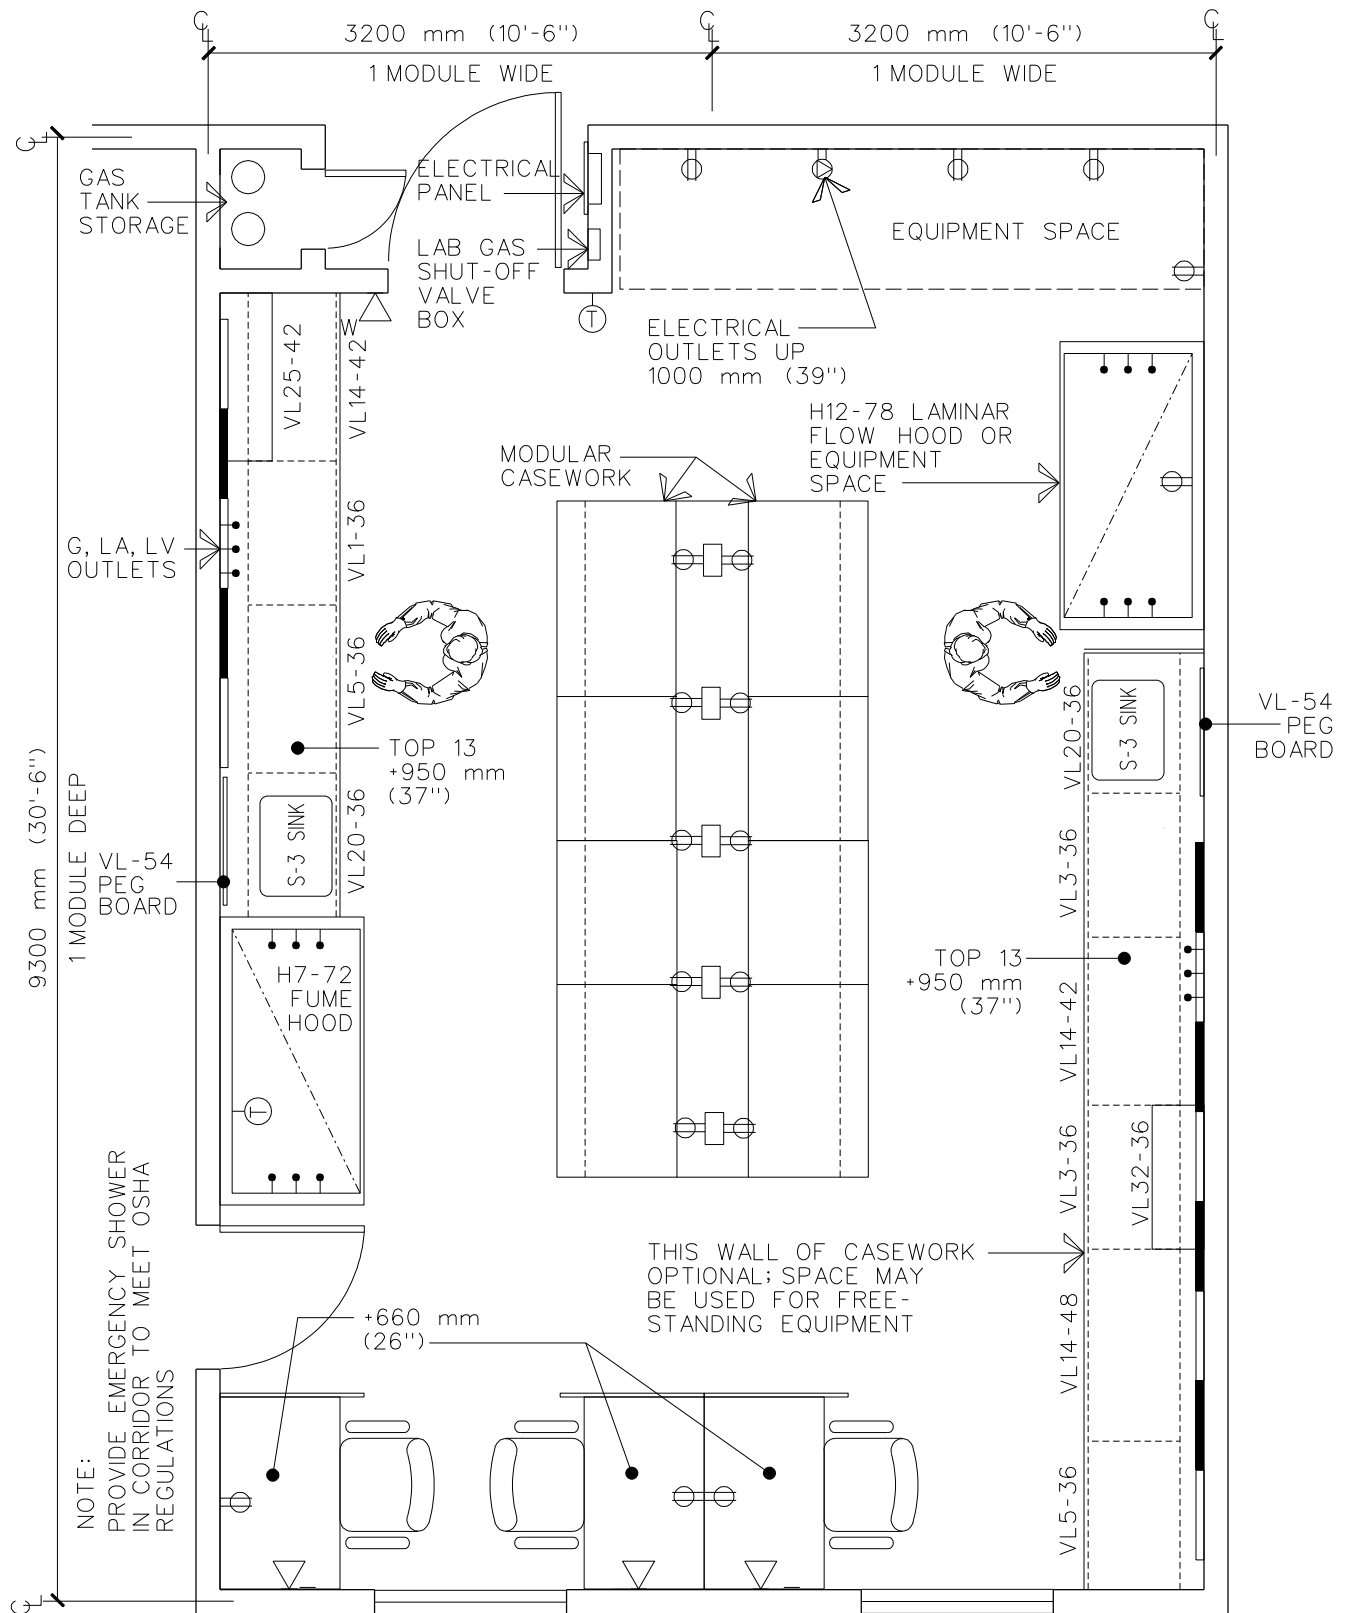 3200 mm (10'-6")
1 MODULE WIDE
3200 mm (10'-6")
1 MODULE WIDE
GAS
TANK
STORAGE
ELECTRICAL
PANEL
LAB GAS
SHUT-OFF
VALVE
BOX
EQUIPMENT SPACE
W
T
ELECTRICAL
OUTLETS UP
1000 mm (39")
VL25-42
VL14-42
H12-78 LAMINAR
FLOW HOOD OR
EQUIPMENT
SPACE
MODULAR
CASEWORK
VL1-36
G, LA, LV
OUTLETS
VL5-36
TOP 13
+950 mm
(37")
VL20-36
S-3 SINK
VL-54
PEG
BOARD
VL20-36
S-3 SINK
VL-54
PEG
BOARD
9300 mm (30'-6")
1 MODULE DEEP
VL3-36
TOP 13
+950 mm
(37")
H7-72
FUME
HOOD
T
VL14-42
VL3-36
VL32-36
THIS WALL OF CASEWORK
OPTIONAL; SPACE MAY
BE USED FOR FREE-
STANDING EQUIPMENT
VL14-48
+660 mm
(26")
VL5-36
NOTE:
PROVIDE EMERGENCY SHOWER
IN CORRIDOR TO MEET OSHA
REGULATIONS